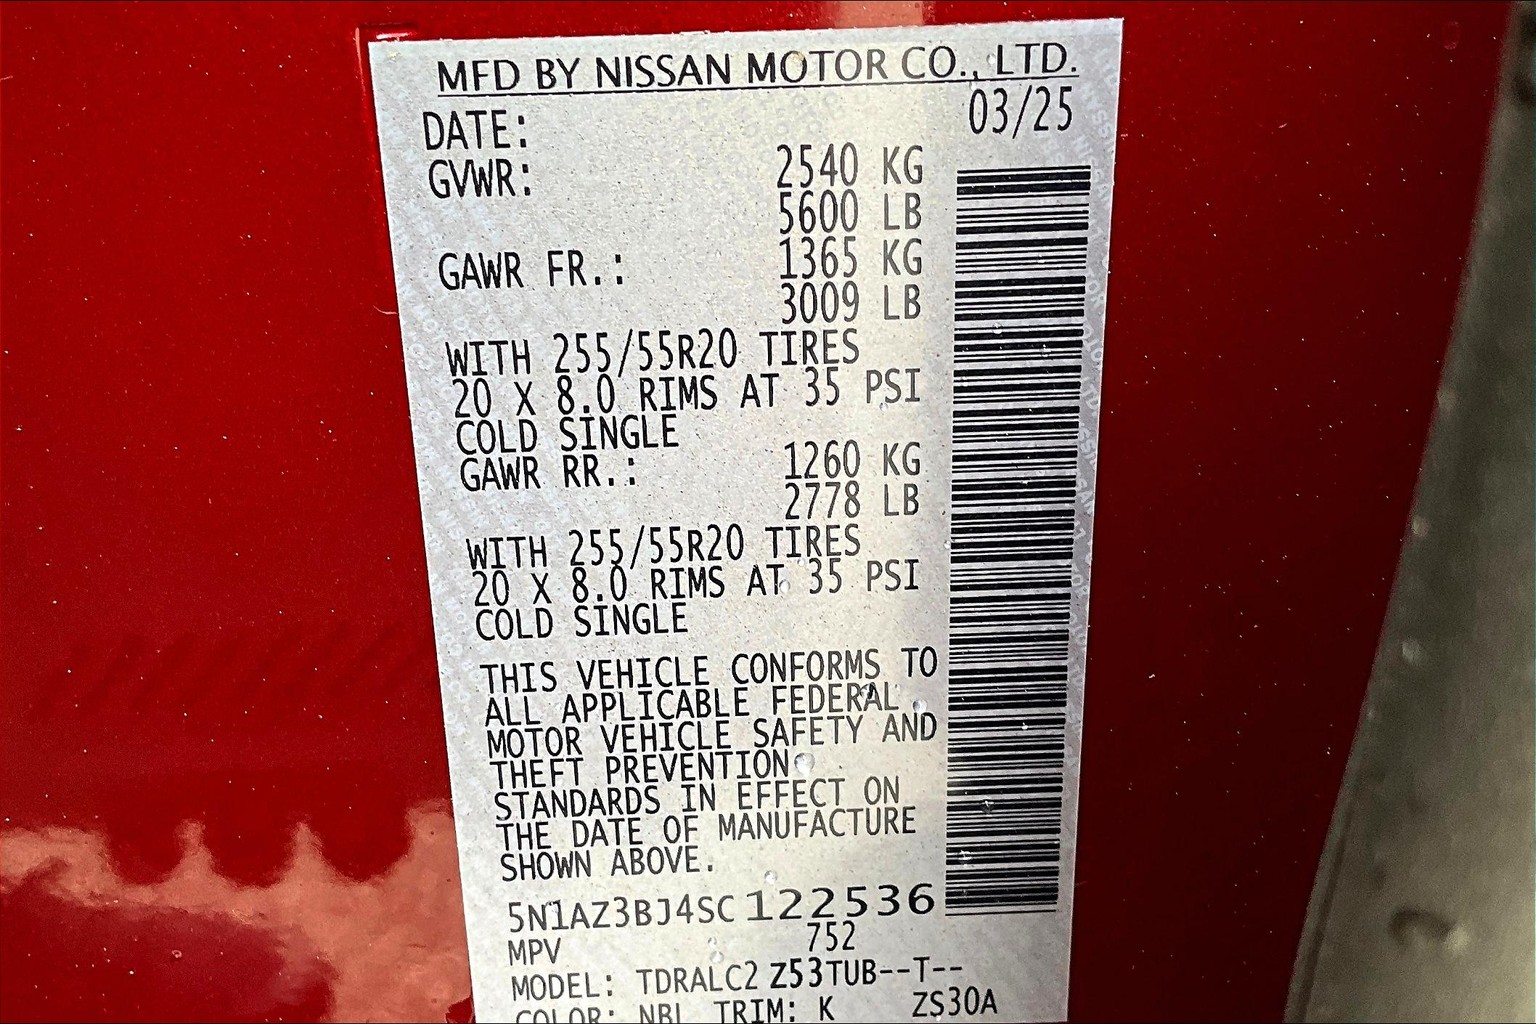 MFD BY NISSAN MOTOR CO., LTD.
DATE: 03/25
GVWR: 2540 KG
5600 LB
GAWR FR.: 1365 KG
3009 LB
WITH 255/55R20 TIRES
20 X 8.0 RIMS AT 35 PSI
COLD SINGLE
GAWR RR.: 1260 KG
2778 LB
WITH 255/55R20 TIRES
20 X 8.0 RIMS AT 35 PSI
COLD SINGLE
THIS VEHICLE CONFORMS TO
ALL APPLICABLE FEDERAL
MOTOR VEHICLE SAFETY AND
THEFT PREVENTION
STANDARDS IN EFFECT ON
THE DATE OF MANUFACTURE
SHOWN ABOVE.
5N1AZ3BJ4SC122536
MPV 752
MODEL: TDRALC2 Z53TUB--T--
COLOR: NBL TRIM: K ZS30A